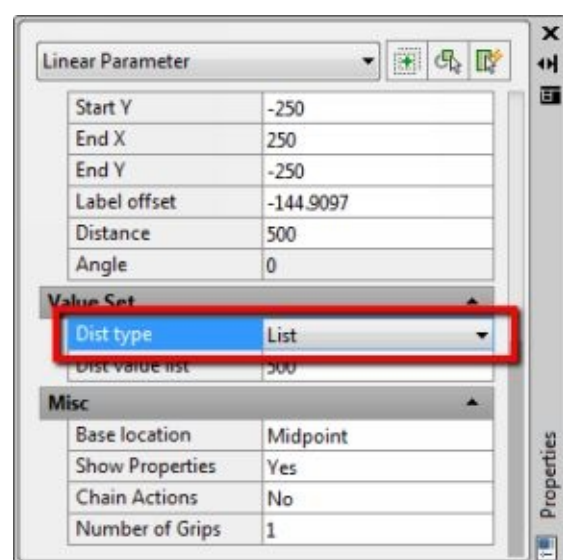 Linear Parameter
Start Y -250
End X 250
End Y -250
Label offset -144.9097
Distance 500
Angle 0
Value Set
Dist type List
Dist value list 500
Misc
Base location Midpoint
Show Properties Yes
Chain Actions No
Number of Grips 1
Properties